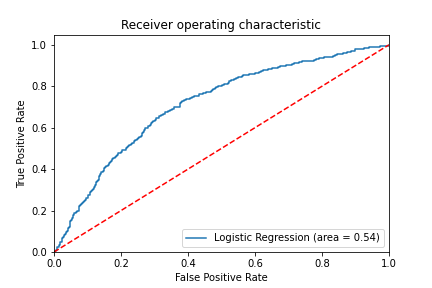 Receiver operating characteristic
1.0
0.8
0.6
0.4
0.2
0.0
True Positive Rate
Logistic Regression (area = 0.54)
0.0 0.2 0.4 0.6 0.8 1.0
False Positive Rate